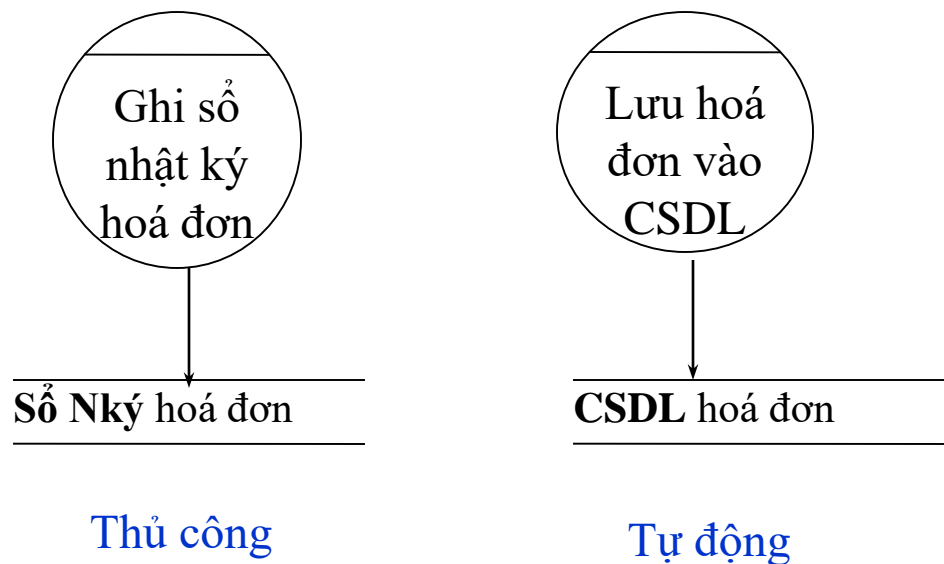 Ghi sổ
nhật ký
hoá đơn
Lưu hoá
đơn vào
CSDL
Sổ Nký hoá đơn
CSDL hoá đơn
Thủ công
Tự động